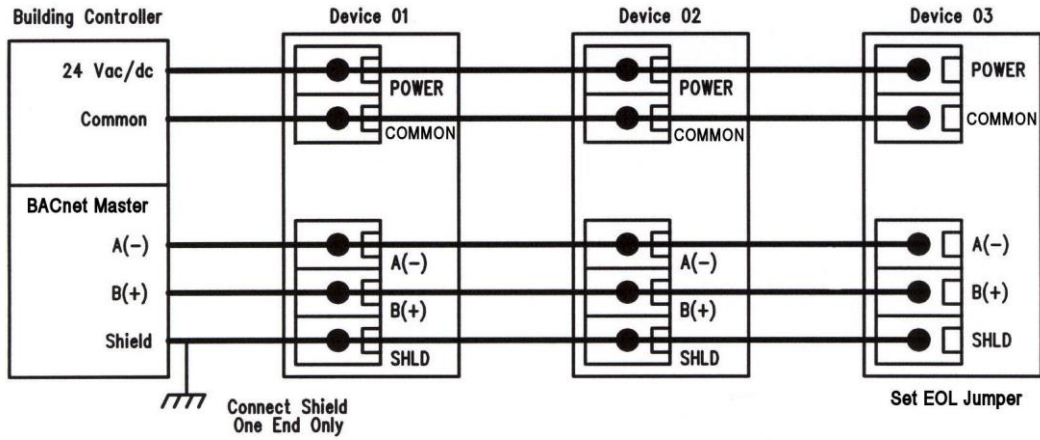 Building Controller
Device 01
Device 02
Device 03
24 Vac/dc
POWER
POWER
POWER
Common
COMMON
COMMON
COMMON
BACnet Master
A(-)
A(-)
A(-)
A(-)
B(+)
B(+)
B(+)
B(+)
Shield
SHLD
SHLD
SHLD
Connect Shield
One End Only
Set EOL Jumper